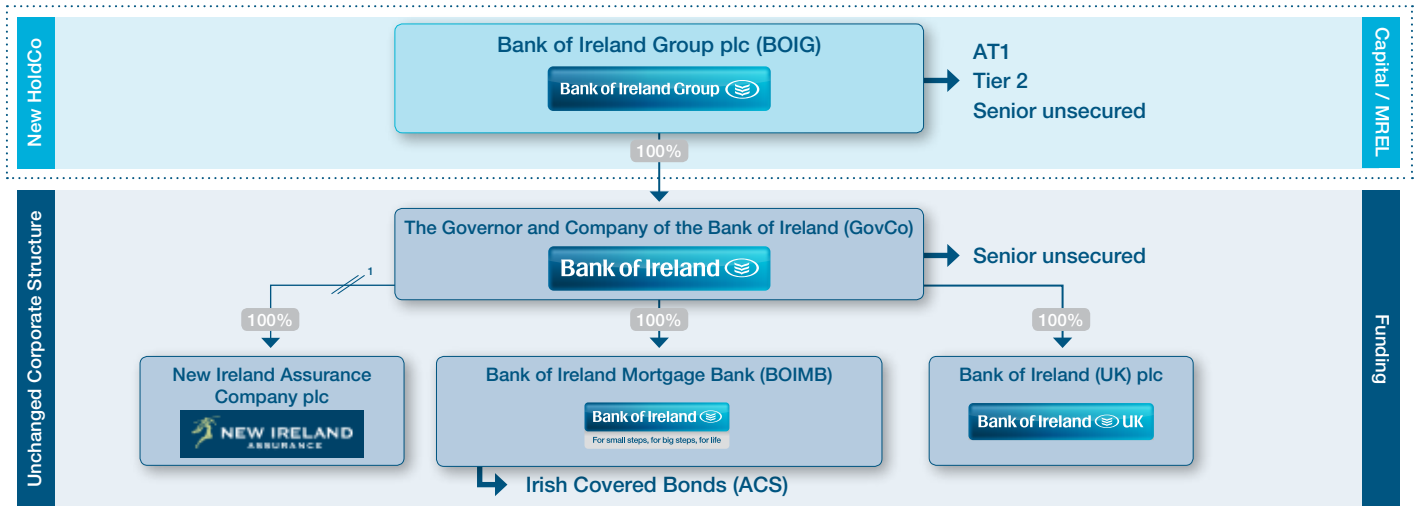 New HoldCo
Bank of Ireland Group plc (BOIG)
Bank of Ireland Group
AT1
Tier 2
Senior unsecured
Capital / MREL
100%
Unchanged Corporate Structure
The Governor and Company of the Bank of Ireland (GovCo)
Bank of Ireland
Senior unsecured
Funding
1
100%
100%
100%
New Ireland Assurance
Company plc
NEW IRELAND
ASSURANCE
Bank of Ireland Mortgage Bank (BOIMB)
Bank of Ireland
For small steps, for big steps, for life
Bank of Ireland (UK) plc
Bank of Ireland UK
Irish Covered Bonds (ACS)